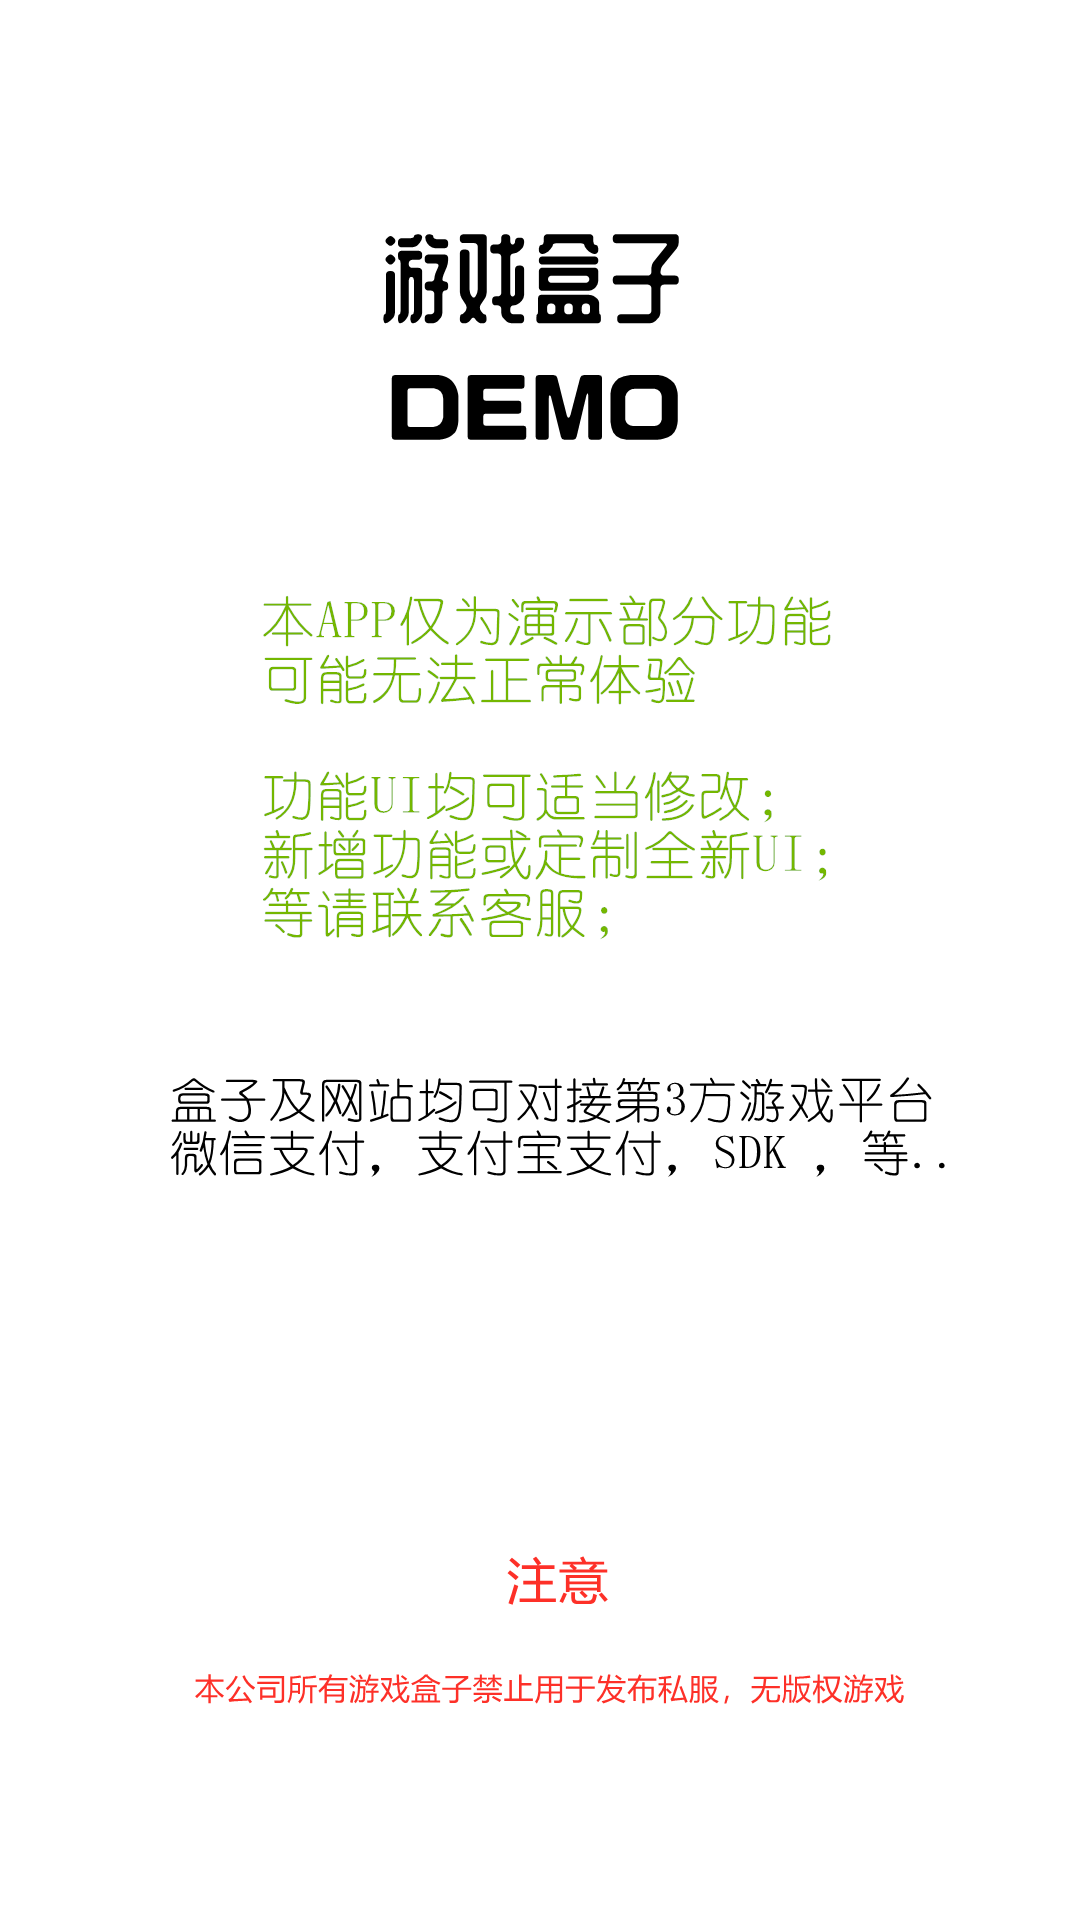 游戏盒子
DEMO
本APP仅为演示部分功能
可能无法正常体验
功能UI均可适当修改;
新增功能或定制全新UI;
等请联系客服;
盒子及网站均可对接第3方游戏平台
微信支付，支付宝支付，SDK ，等..
注意
本公司所有游戏盒子禁止用于发布私服，无版权游戏